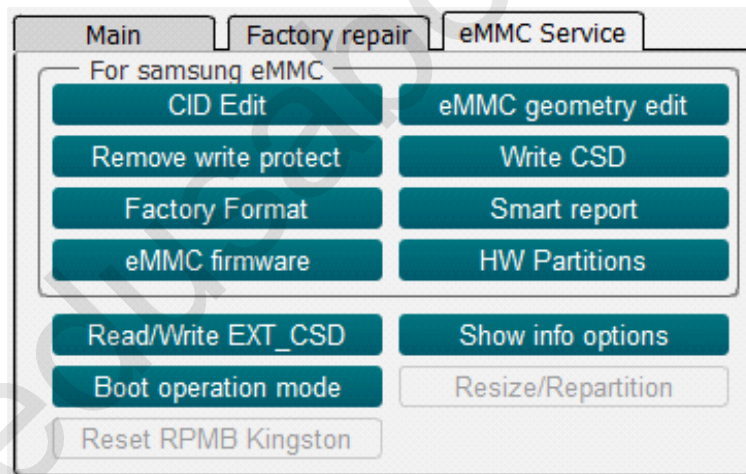 Main Factory repair eMMC Service
For samsung eMMC
CID Edit eMMC geometry edit
Remove write protect Write CSD
Factory Format Smart report
eMMC firmware HW Partitions
Read/Write EXT_CSD Show info options
Boot operation mode Resize/Repartition
Reset RPMB Kingston